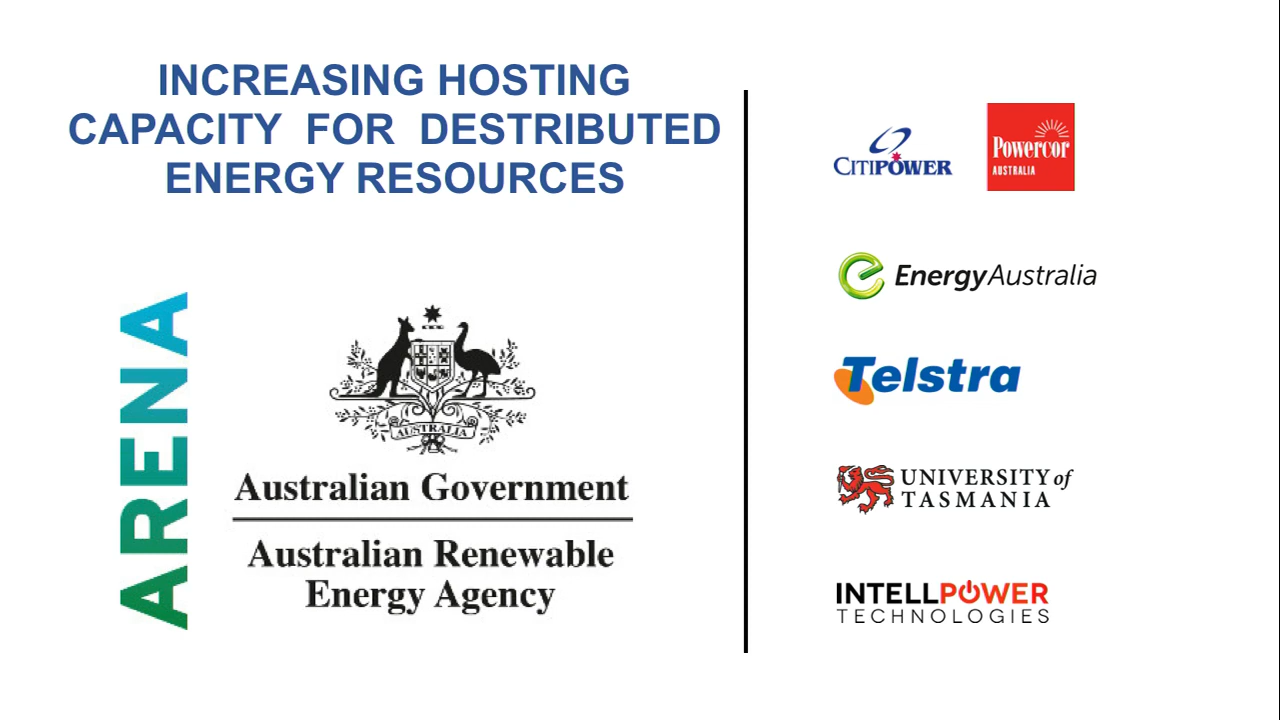 INCREASING HOSTING
CAPACITY FOR DESTRIBUTED
ENERGY RESOURCES
ARENA
AUSTRALIA
Australian Government
Australian Renewable
Energy Agency
CITIPOWER
Powercor
AUSTRALIA
EnergyAustralia
Telstra
UNIVERSITY of
TASMANIA
INTELLPOWER
TECHNOLOGIES